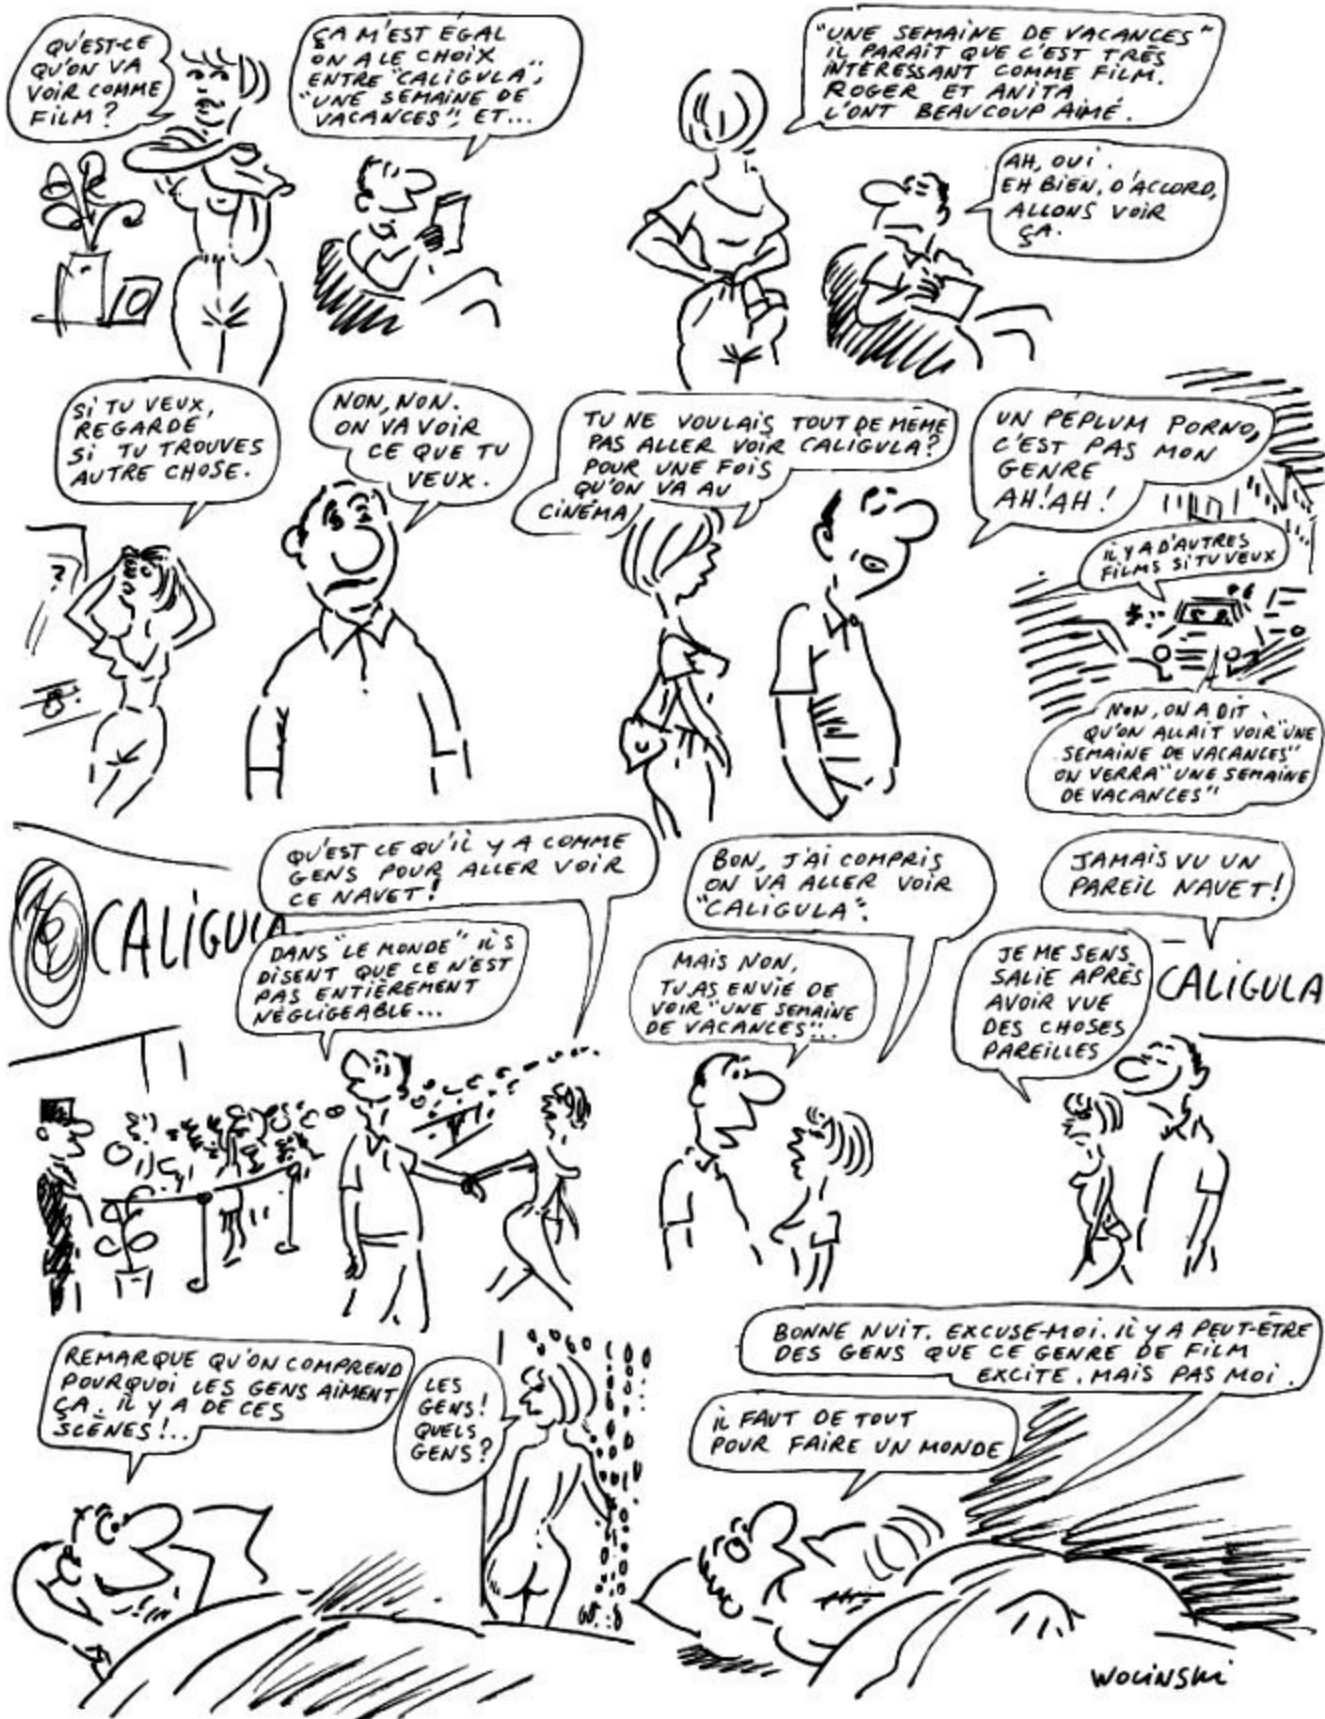 QU'EST-CE
QU'ON VA
VOIR COMME
FILM ?
ÇA M'EST EGAL
ON A LE CHOIX
ENTRE "CALIGULA",
"UNE SEMAINE DE
VACANCES", ET...
"UNE SEMAINE DE VACANCES"
IL PARAIT QUE C'EST TRÈS
INTERESSANT COMME FILM.
ROGER ET ANITA
L'ONT BEAUCOUP AIMÉ.
AH, OUI.
EH BIEN, D'ACCORD,
ALLONS VOIR
ÇA.
SI TU VEUX,
REGARDE
SI TU TROUVES
AUTRE CHOSE.
NON, NON.
ON VA VOIR
CE QUE TU
VEUX.
TU NE VOULAIS TOUT DE MÊME
PAS ALLER VOIR CALIGULA?
POUR UNE FOIS
QU'ON VA AU
CINÉMA
UN PEPLUM PORNO,
C'EST PAS MON
GENRE
AH! AH!
IL Y A D'AUTRES
FILMS SI TU VEUX
NON, ON A DIT
QU'ON ALLAIT VOIR "UNE
SEMAINE DE VACANCES"
ON VERRA "UNE SEMAINE
DE VACANCES"
CALIGULA
QU'EST CE QU'IL Y A COMME
GENS POUR ALLER VOIR
CE NAVET!
DANS "LE MONDE" ILS
DISENT QUE CE N'EST
PAS ENTIÈREMENT
NÉGLIGEABLE...
BON, J'AI COMPRIS
ON VA ALLER VOIR
"CALIGULA".
MAIS NON,
TU AS ENVIE DE
VOIR "UNE SEMAINE
DE VACANCES"...
JAMAIS VU UN
PAREIL NAVET!
JE ME SENS
SALIE APRÈS
AVOIR VUE
DES CHOSES
PAREILLES
CALIGULA
REMARQUE QU'ON COMPREND
POURQUOI LES GENS AIMENT
ÇA. IL Y A DE CES
SCÈNES!..
LES
GENS!
QUELS
GENS?
BONNE NUIT. EXCUSE-MOI. IL Y A PEUT-ÊTRE
DES GENS QUE CE GENRE DE FILM
EXCITE. MAIS PAS MOI.
IL FAUT DE TOUT
POUR FAIRE UN MONDE
WOLINSKI